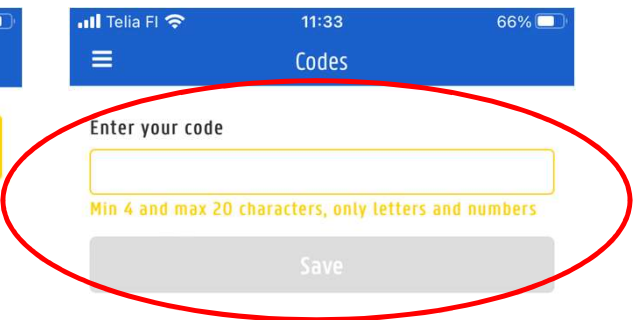 Telia FI 11:33 66%
Codes
Enter your code
Min 4 and max 20 characters, only letters and numbers
Save